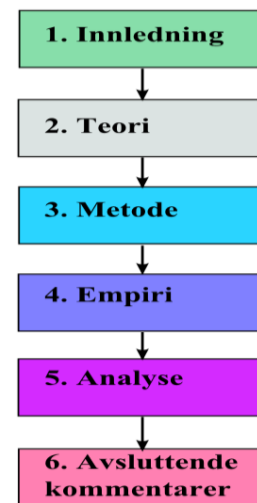 1. Innledning
2. Teori
3. Metode
4. Empiri
5. Analyse
6. Avsluttende
kommentarer